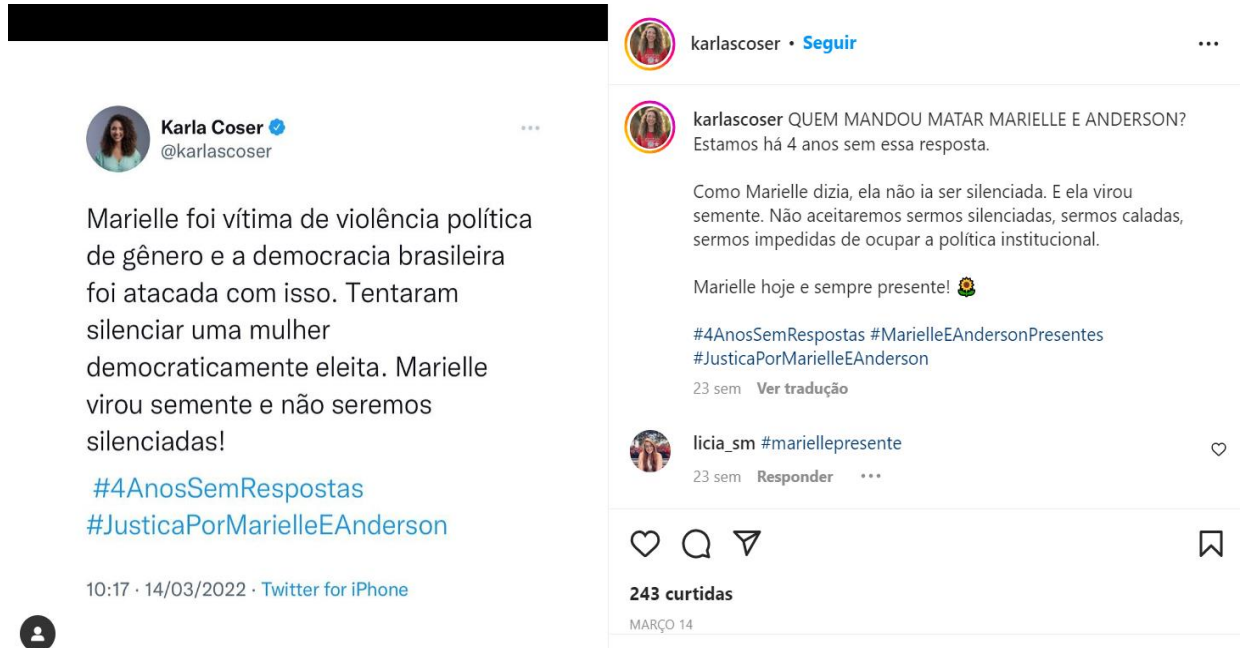 Karla Coser
@karlascoser
Marielle foi vítima de violência política
de gênero e a democracia brasileira
foi atacada com isso. Tentaram
silenciar uma mulher
democraticamente eleita. Marielle
virou semente e não seremos
silenciadas!
#4AnosSemRespostas
#JusticaPorMarielleEAnderson
10:17 · 14/03/2022 · Twitter for iPhone
karlascoser • Seguir
karlascoser QUEM MANDOU MATAR MARIELLE E ANDERSON?
Estamos há 4 anos sem essa resposta.
Como Marielle dizia, ela não ia ser silenciada. E ela virou
semente. Não aceitaremos sermos silenciadas, sermos caladas,
sermos impedidas de ocupar a política institucional.
Marielle hoje e sempre presente! 🌻
#4AnosSemRespostas #MarielleEAndersonPresentes
#JusticaPorMarielleEAnderson
23 sem Ver tradução
licia_sm #mariellepresente
23 sem Responder
243 curtidas
MARÇO 14